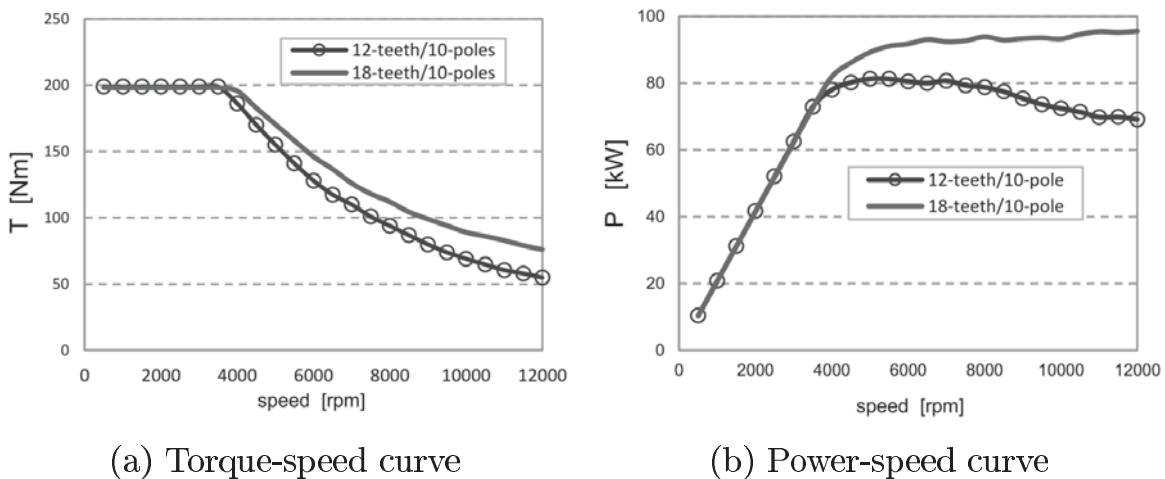 250
200
150
100
50
0
T [Nm]
12-teeth/10-poles
18-teeth/10-poles
0 2000 4000 6000 8000 10000 12000
speed [rpm]
(a) Torque-speed curve
100
80
60
40
20
0
P [kW]
12-teeth/10-pole
18-teeth/10-pole
0 2000 4000 6000 8000 10000 12000
speed [rpm]
(b) Power-speed curve